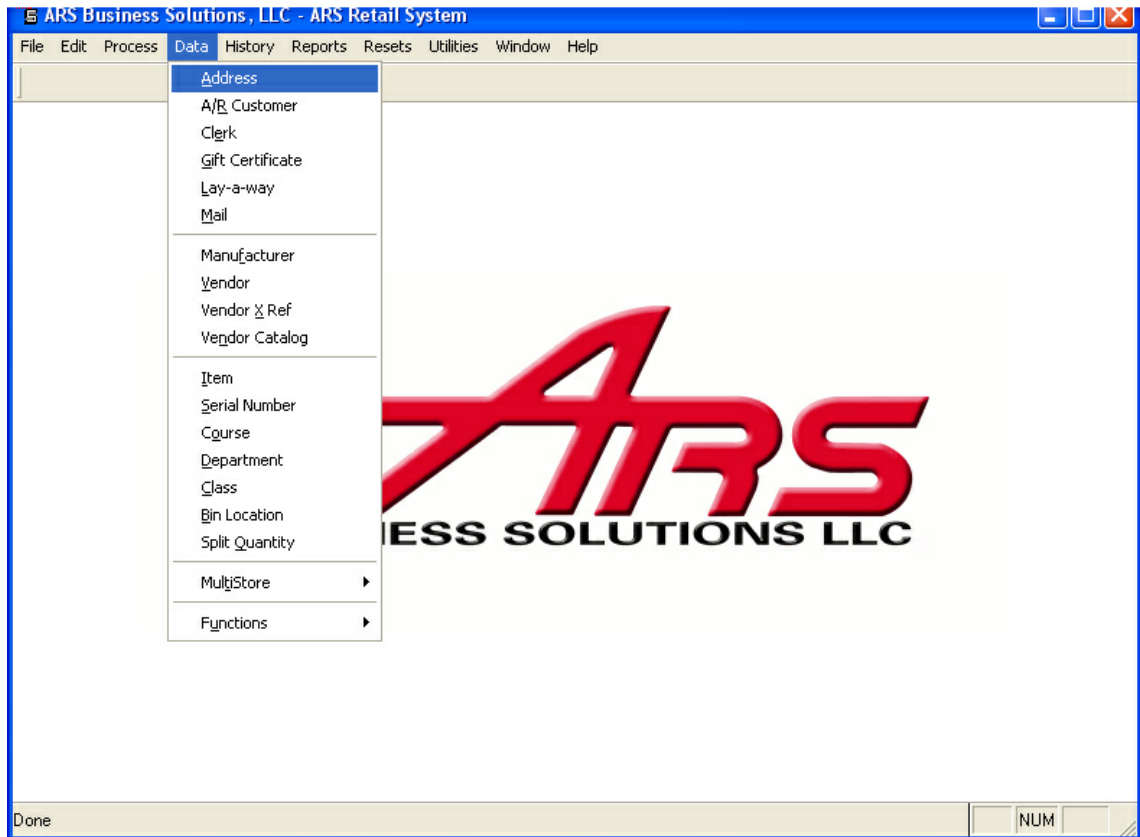 ARS Business Solutions, LLC - ARS Retail System
File Edit Process Data History Reports Resets Utilities Window Help
Address
A/R Customer
Clerk
Gift Certificate
Lay-a-way
Mail
Manufacturer
Vendor
Vendor X Ref
Vendor Catalog
Item
Serial Number
Course
Department
Class
Bin Location
Split Quantity
MultiStore
Functions
ARS
ESS SOLUTIONS LLC
Done NUM